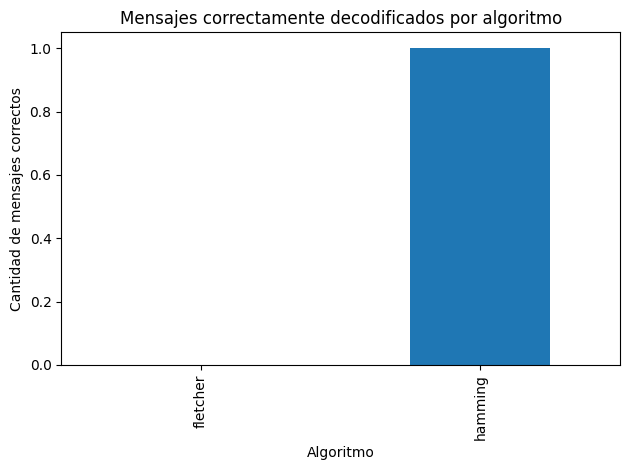 Mensajes correctamente decodificados por algoritmo
Cantidad de mensajes correctos
1.0
0.8
0.6
0.4
0.2
0.0
fletcher
hamming
Algoritmo